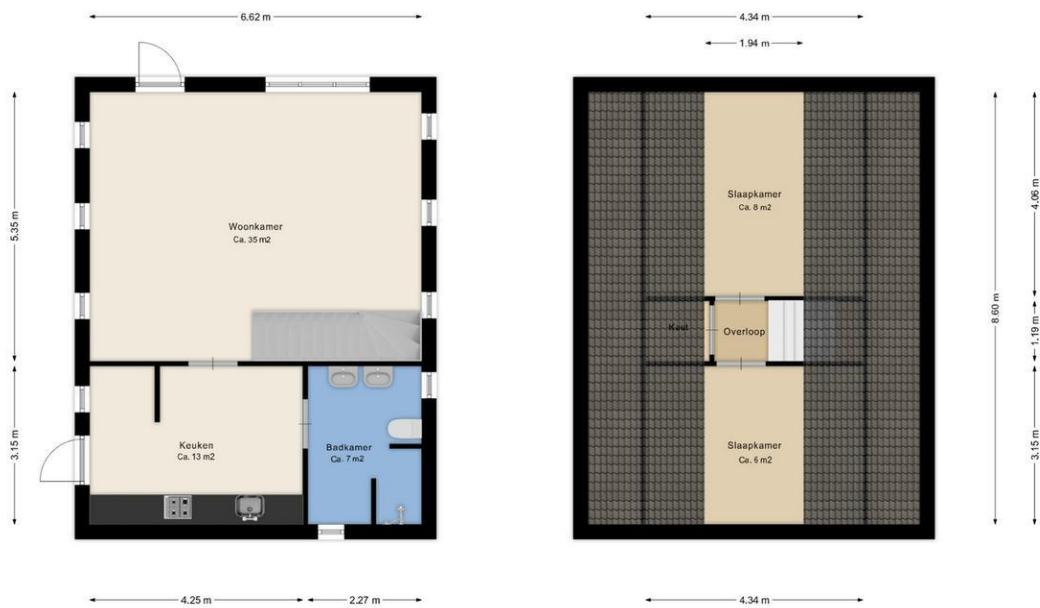 6.62 m
5.35 m
3.15 m
Woonkamer
Ca. 35 m2
Keuken
Ca. 13 m2
Badkamer
Ca. 7 m2
4.25 m
2.27 m
4.34 m
1.94 m
Slaapkamer
Ca. 8 m2
Kast
Overloop
Slaapkamer
Ca. 6 m2
8.60 m
4.06 m
1.19 m
3.15 m
4.34 m